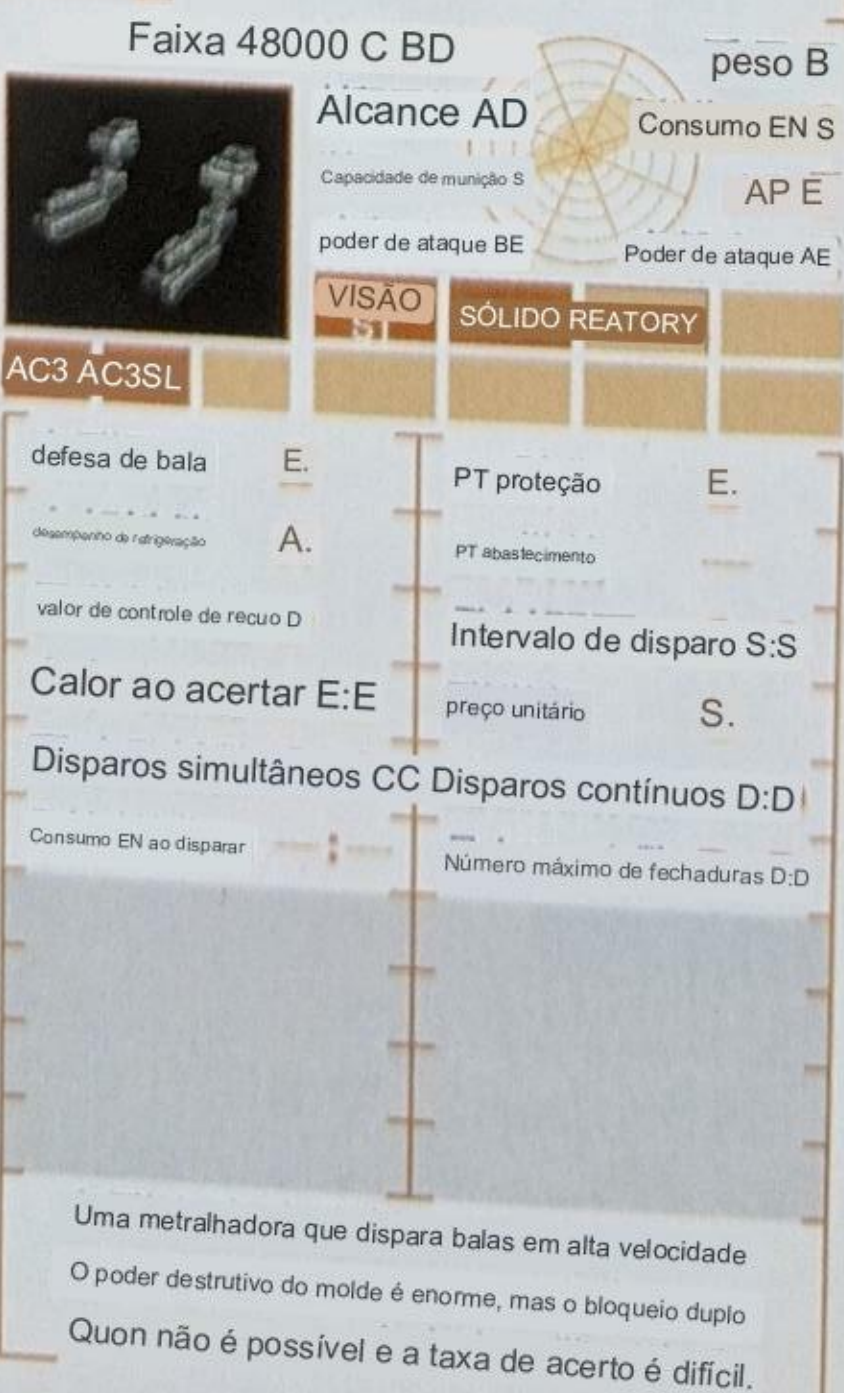 Faixa 48000 C BD
peso B
Alcance AD
Consumo EN S
Capacidade de munição S
AP E
poder de ataque BE
Poder de ataque AE
VISÃO
SÓLIDO REATORY
AC3 AC3SL
defesa de bala E.
PT proteção E.
desempenho de refrigeração A.
PT abastecimento
valor de controle de recuo D
Intervalo de disparo S:S
Calor ao acertar E:E
preço unitário S.
Disparos simultâneos CC Disparos contínuos D:D
Consumo EN ao disparar
Número máximo de fechaduras D:D
Uma metralhadora que dispara balas em alta velocidade
O poder destrutivo do molde é enorme, mas o bloqueio duplo
Quon não é possível e a taxa de acerto é difícil.